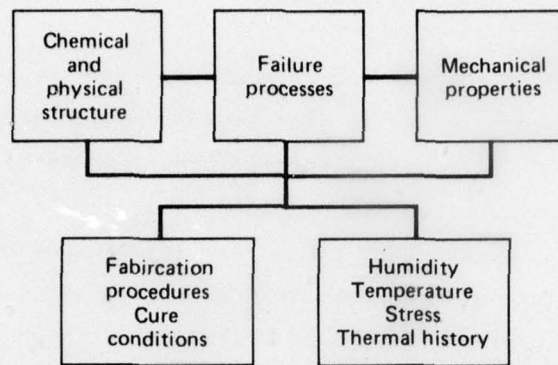 Chemical
and
physical
structure
Failure
processes
Mechanical
properties
Fabircation
procedures
Cure
conditions
Humidity
Temperature
Stress
Thermal history